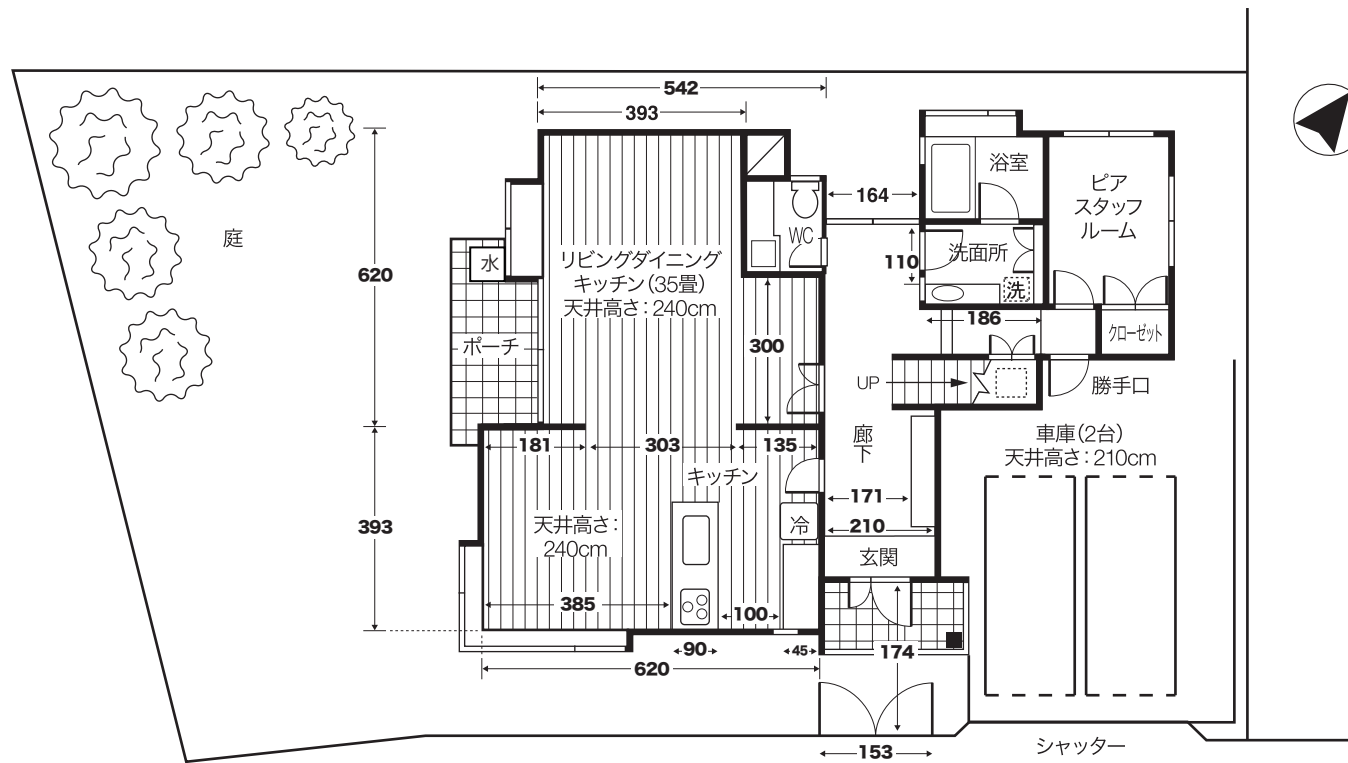 542
393
164
浴室
ピア
スタッフ
ルーム
WC
庭
水
620
リビングダイニング
キッチン(35畳)
天井高さ:240cm
110
洗面所
洗
ポーチ
300
186
クローゼット
UP
勝手口
181
303
135
キッチン
廊下
車庫(2台)
天井高さ:210cm
393
天井高さ:
240cm
冷
171
210
玄関
385
100
90
45
174
620
153
シャッター